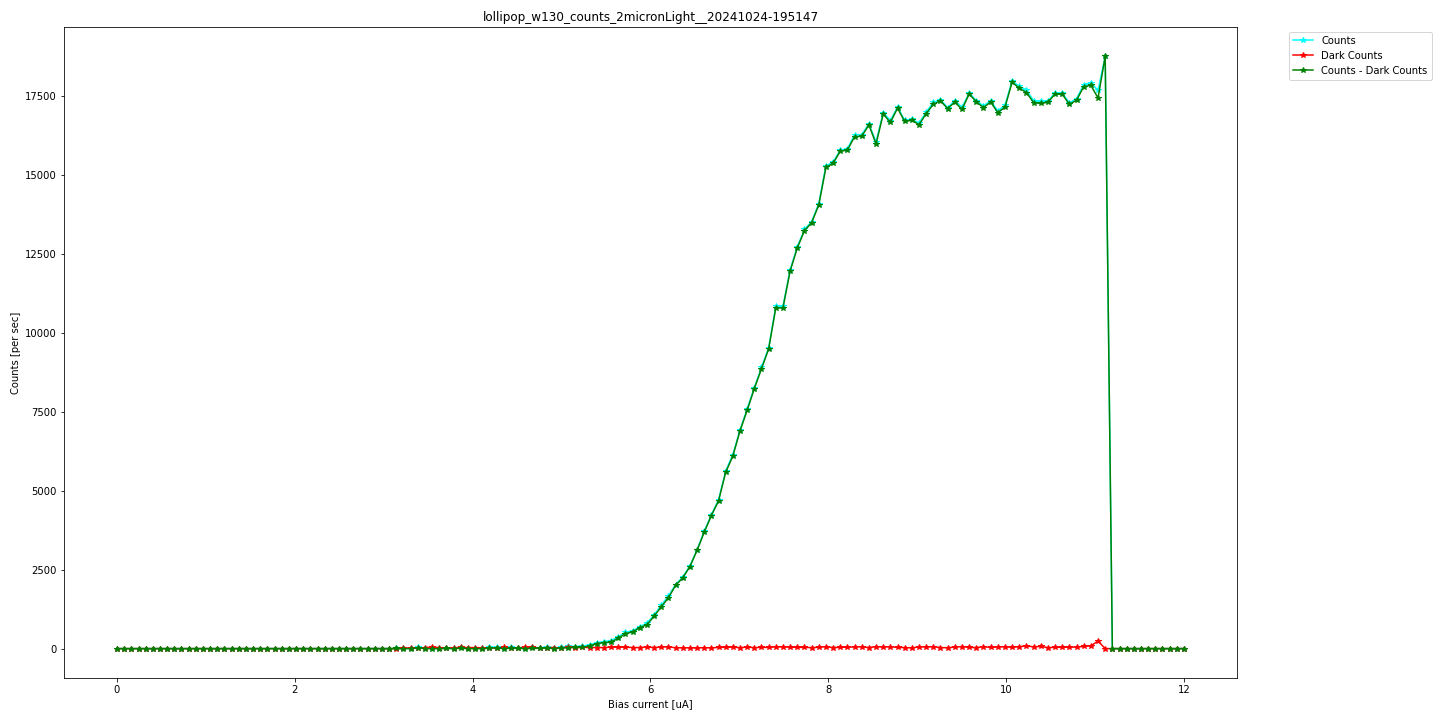 lollipop_w130_counts_2micronLight__20241024-195147
Counts
Dark Counts
Counts - Dark Counts
Counts [per sec]
17500
15000
12500
10000
7500
5000
2500
0
0 2 4 6 8 10 12
Bias current [uA]